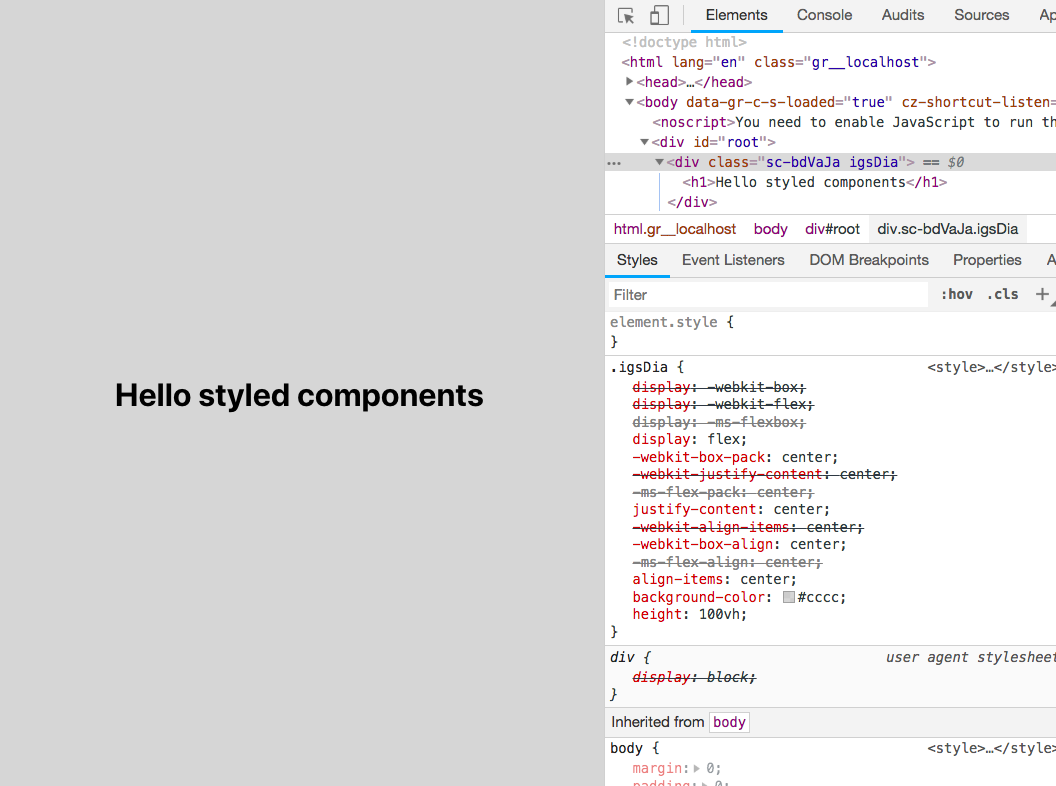 Hello styled components
Elements Console Audits Sources Ap
<!doctype html>
<html lang="en" class="gr__localhost">
▶<head>…</head>
▼<body data-gr-c-s-loaded="true" cz-shortcut-listen=
<noscript>You need to enable JavaScript to run th
▼<div id="root">
… ▼<div class="sc-bdVaJa igsDia"> == $0
<h1>Hello styled components</h1>
</div>
html.gr__localhost body div#root div.sc-bdVaJa.igsDia
Styles Event Listeners DOM Breakpoints Properties A
Filter :hov .cls +
element.style {
}
.igsDia { <style>…</style>
display: -webkit-box;
display: -webkit-flex;
display: -ms-flexbox;
display: flex;
-webkit-box-pack: center;
-webkit-justify-content: center;
-ms-flex-pack: center;
justify-content: center;
-webkit-align-items: center;
-webkit-box-align: center;
-ms-flex-align: center;
align-items: center;
background-color: #cccc;
height: 100vh;
}
div { user agent stylesheet
display: block;
}
Inherited from body
body { <style>…</style>
margin:▶ 0;
padding:▶ 0;